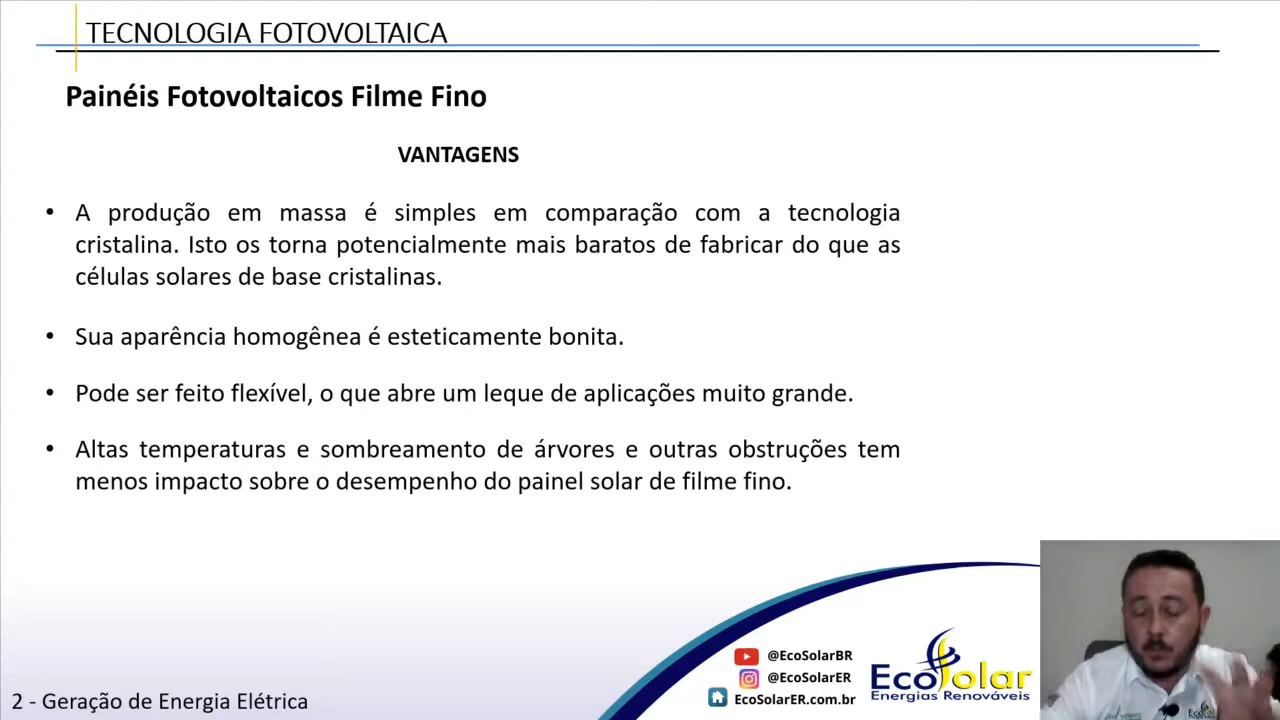 TECNOLOGIA FOTOVOLTAICA
Painéis Fotovoltaicos Filme Fino
VANTAGENS
• A produção em massa é simples em comparação com a tecnologia
cristalina. Isto os torna potencialmente mais baratos de fabricar do que as
células solares de base cristalinas.
• Sua aparência homogênea é esteticamente bonita.
• Pode ser feito flexível, o que abre um leque de aplicações muito grande.
• Altas temperaturas e sombreamento de árvores e outras obstruções tem
menos impacto sobre o desempenho do painel solar de filme fino.
@EcoSolarBR
@EcoSolarER
EcoSolarER.com.br
EcoSolar
Energias Renováveis
2 - Geração de Energia Elétrica